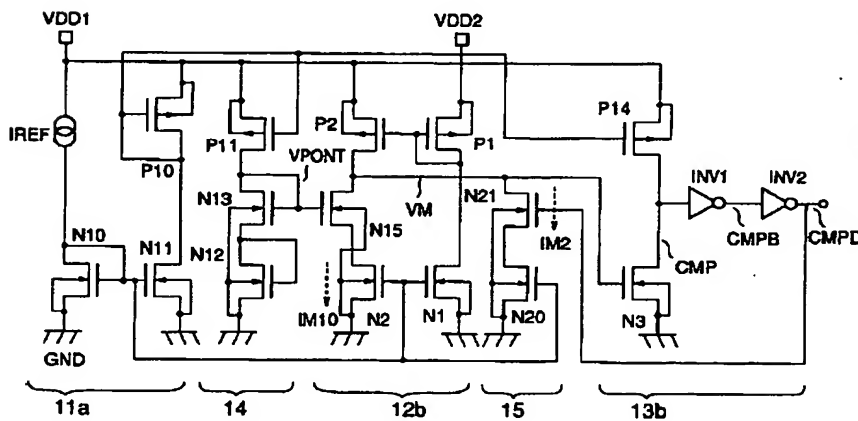 VDD1
VDD2
P14
IREF
P2
P1
P11
P10
VPONT
INV1
INV2
N13
N21
VM
N15
IM2
CMPB
CMPD
N10
N11
N12
CMP
IM10
N2
N1
N20
N3
GND
11a
14
12b
15
13b